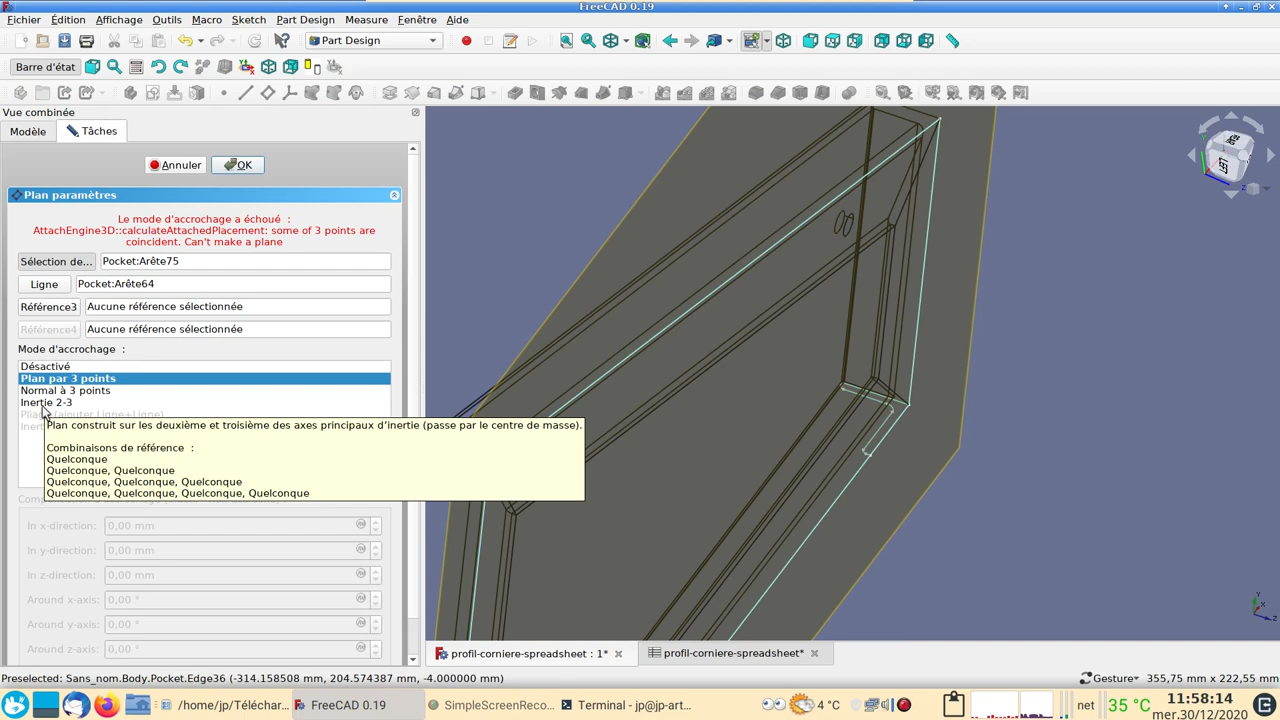 FreeCAD 0.19
Fichier Édition Affichage Outils Macro Sketch Part Design Measure Fenêtre Aide
Part Design
Barre d'état
Vue combinée
Modèle Tâches
Annuler OK
Plan paramètres
Le mode d'accrochage a échoué :
AttachEngine3D::calculateAttachedPlacement: some of 3 points are
coincident. Can't make a plane
Sélection de... Pocket:Arête75
Ligne Pocket:Arête64
Référence3 Aucune référence sélectionnée
Référence4 Aucune référence sélectionnée
Mode d'accrochage :
Désactivé
Plan par 3 points
Normal à 3 points
Inertie 2-3
Pliage (ajouter Ligne+Ligne)
Plan construit sur les deuxième et troisième des axes principaux d'inertie (passe par le centre de masse).
Combinaisons de référence :
Quelconque
Quelconque, Quelconque
Quelconque, Quelconque, Quelconque
Quelconque, Quelconque, Quelconque, Quelconque
In x-direction: 0,00 mm
In y-direction: 0,00 mm
In z-direction: 0,00 mm
Around x-axis: 0,00 °
Around y-axis: 0,00 °
Around z-axis: 0,00 °
Y
X
Z
profil-corniere-spreadsheet : 1* profil-corniere-spreadsheet*
Preselected: Sans_nom.Body.Pocket.Edge36 (-314.158508 mm, 204.574387 mm, -4.000000 mm) Gesture 355,75 mm x 222,55 mm
/home/jp/Téléchar... FreeCAD 0.19 SimpleScreenReco... Terminal - jp@jp-art... 4 °C net 35 °C 11:58:14
mer.30/12/2020